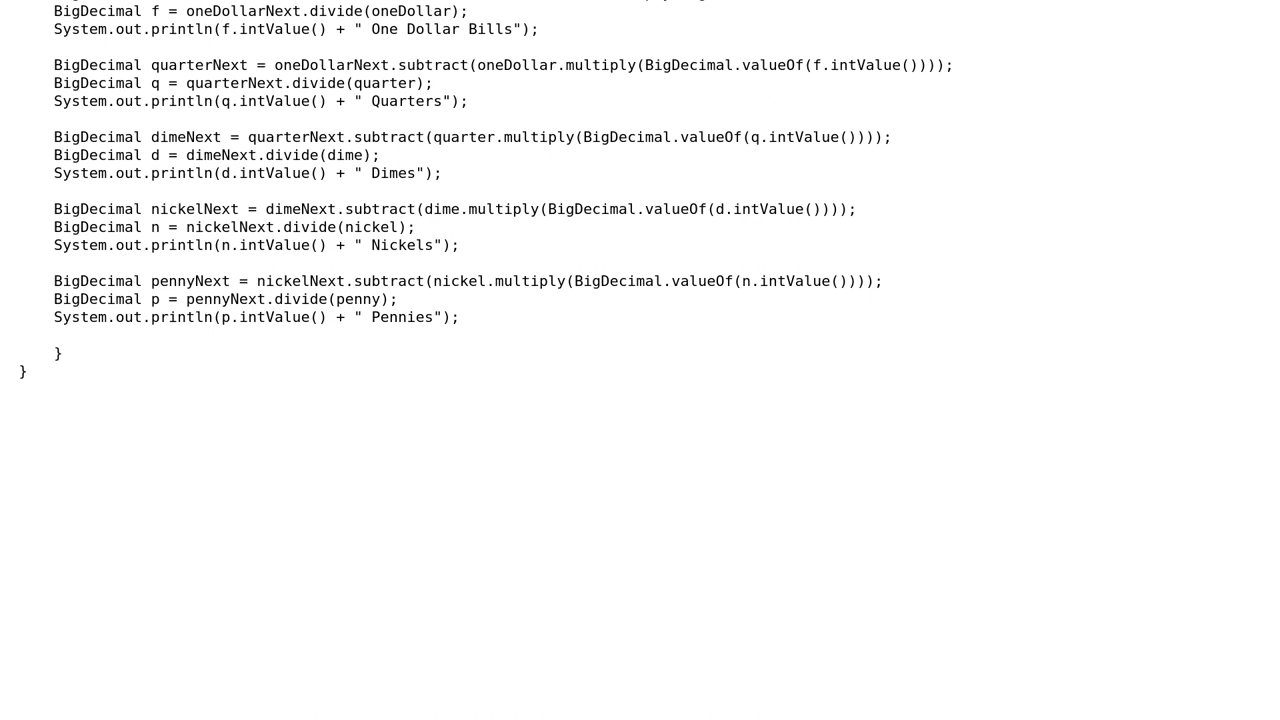 BigDecimal f = oneDollarNext.divide(oneDollar);
System.out.println(f.intValue() + " One Dollar Bills");
BigDecimal quarterNext = oneDollarNext.subtract(oneDollar.multiply(BigDecimal.valueOf(f.intValue())));
BigDecimal q = quarterNext.divide(quarter);
System.out.println(q.intValue() + " Quarters");
BigDecimal dimeNext = quarterNext.subtract(quarter.multiply(BigDecimal.valueOf(q.intValue())));
BigDecimal d = dimeNext.divide(dime);
System.out.println(d.intValue() + " Dimes");
BigDecimal nickelNext = dimeNext.subtract(dime.multiply(BigDecimal.valueOf(d.intValue())));
BigDecimal n = nickelNext.divide(nickel);
System.out.println(n.intValue() + " Nickels");
BigDecimal pennyNext = nickelNext.subtract(nickel.multiply(BigDecimal.valueOf(n.intValue())));
BigDecimal p = pennyNext.divide(penny);
System.out.println(p.intValue() + " Pennies");
}
}